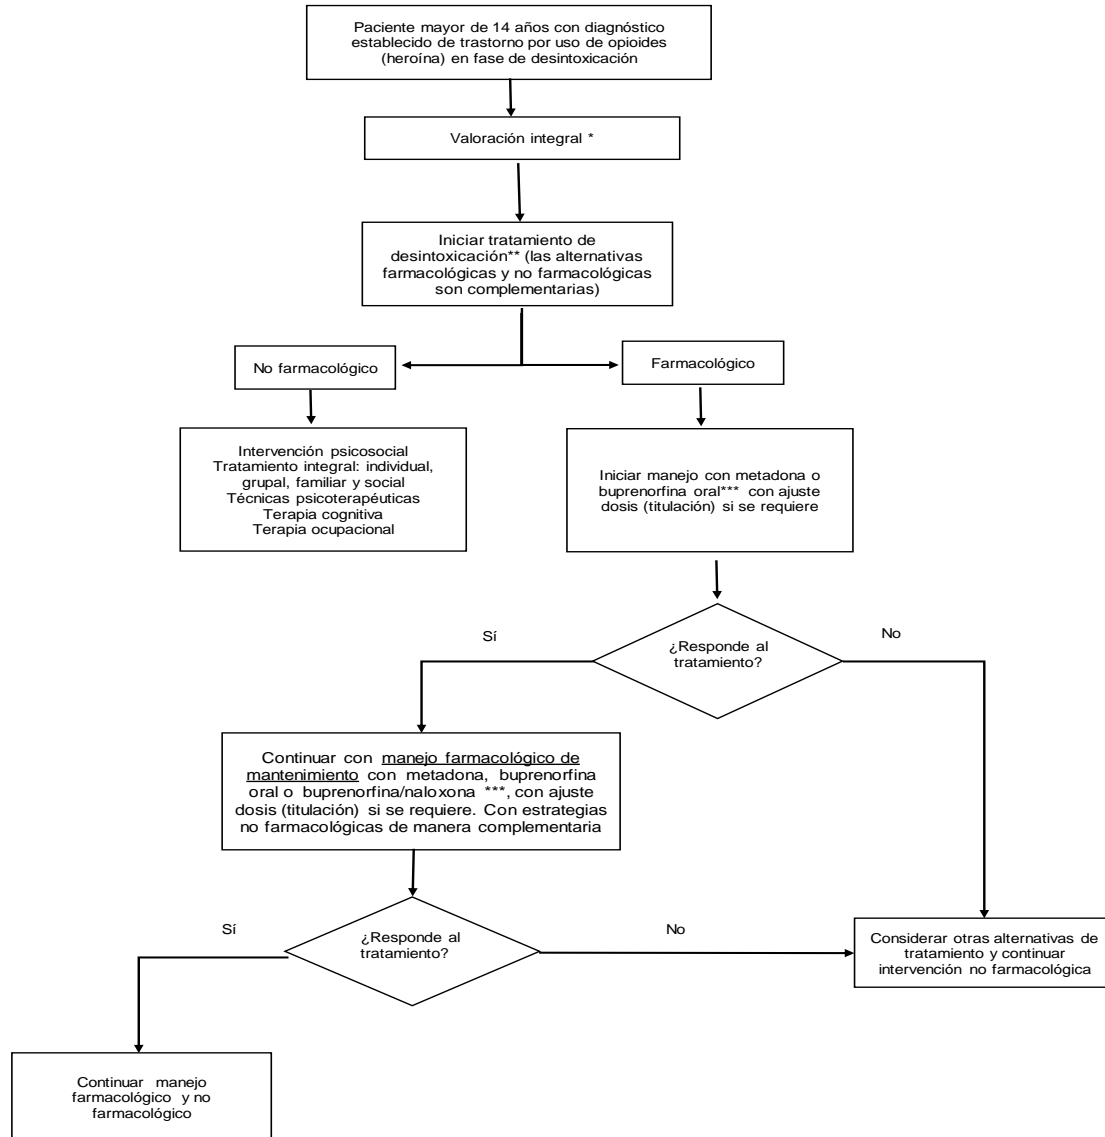 Paciente mayor de 14 años con diagnóstico
establecido de trastorno por uso de opioides
(heroína) en fase de desintoxicación
Valoración integral *
Iniciar tratamiento de
desintoxicación** (las alternativas
farmacológicas y no farmacológicas
son complementarias)
No farmacológico
Farmacológico
Intervención psicosocial
Tratamiento integral: individual,
grupal, familiar y social
Técnicas psicoterapéuticas
Terapia cognitiva
Terapia ocupacional
Iniciar manejo con metadona o
buprenorfina oral*** con ajuste
dosis (titulación) si se requiere
¿Responde al
tratamiento?
Sí
No
Continuar con manejo farmacológico de
mantenimiento con metadona, buprenorfina
oral o buprenorfina/naloxona ***, con ajuste
dosis (titulación) si se requiere. Con estrategias
no farmacológicas de manera complementaria
¿Responde al
tratamiento?
Sí
No
Considerar otras alternativas de
tratamiento y continuar
intervención no farmacológica
Continuar manejo
farmacológico y no
farmacológico